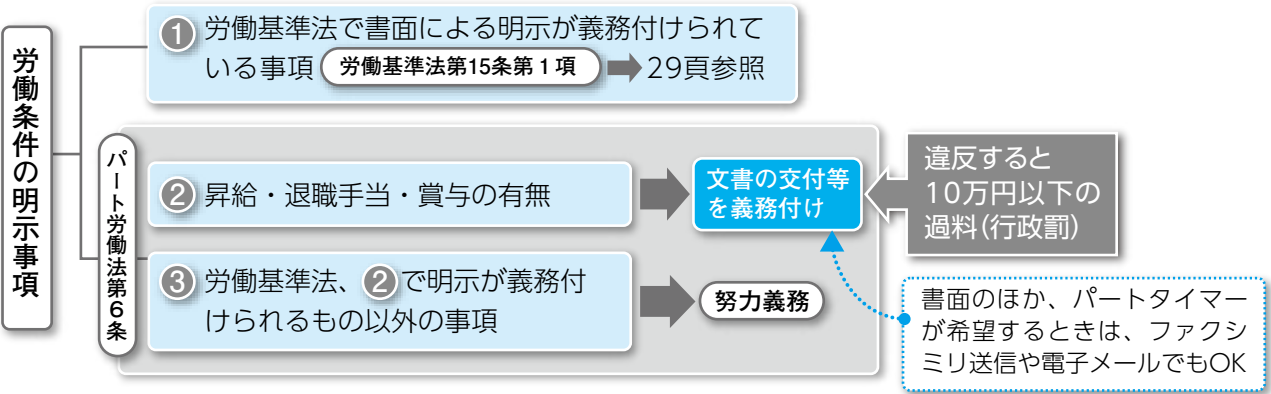 労働条件の明示事項
① 労働基準法で書面による明示が義務付けられて
いる事項 労働基準法第15条第1項 29頁参照
パート労働法第6条
② 昇給・退職手当・賞与の有無
文書の交付等
を義務付け
違反すると
10万円以下の
過料(行政罰)
③ 労働基準法、②で明示が義務付
けられるもの以外の事項
努力義務
書面のほか、パートタイマー
が希望するときは、ファクシ
ミリ送信や電子メールでもOK